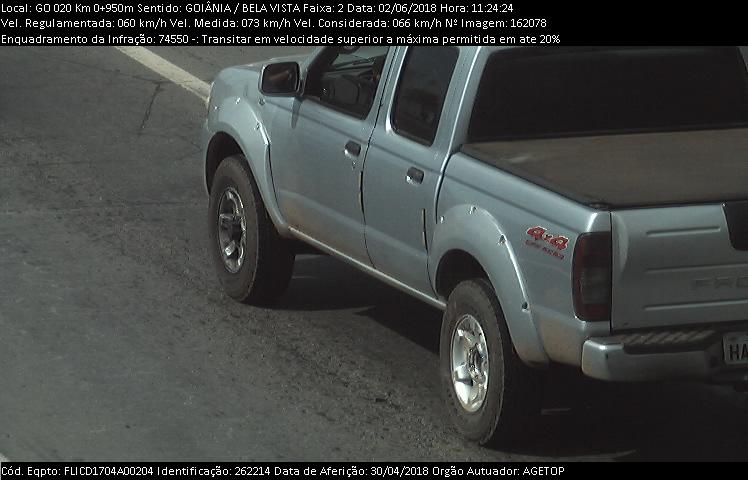 Local: GO 020 Km 0+950m Sentido: GOIÂNIA / BELA VISTA Faixa: 2 Data: 02/06/2018 Hora: 11:24:24
Vel. Regulamentada: 060 km/h Vel. Medida: 073 km/h Vel. Considerada: 066 km/h Nº Imagem: 162078
Enquadramento da Infração: 74550 -: Transitar em velocidade superior a máxima permitida em ate 20%
4x4
FRO
HA
Cód. Eqpto: FLICD1704A00204 Identificação: 262214 Data de Aferição: 30/04/2018 Orgão Autuador: AGETOP